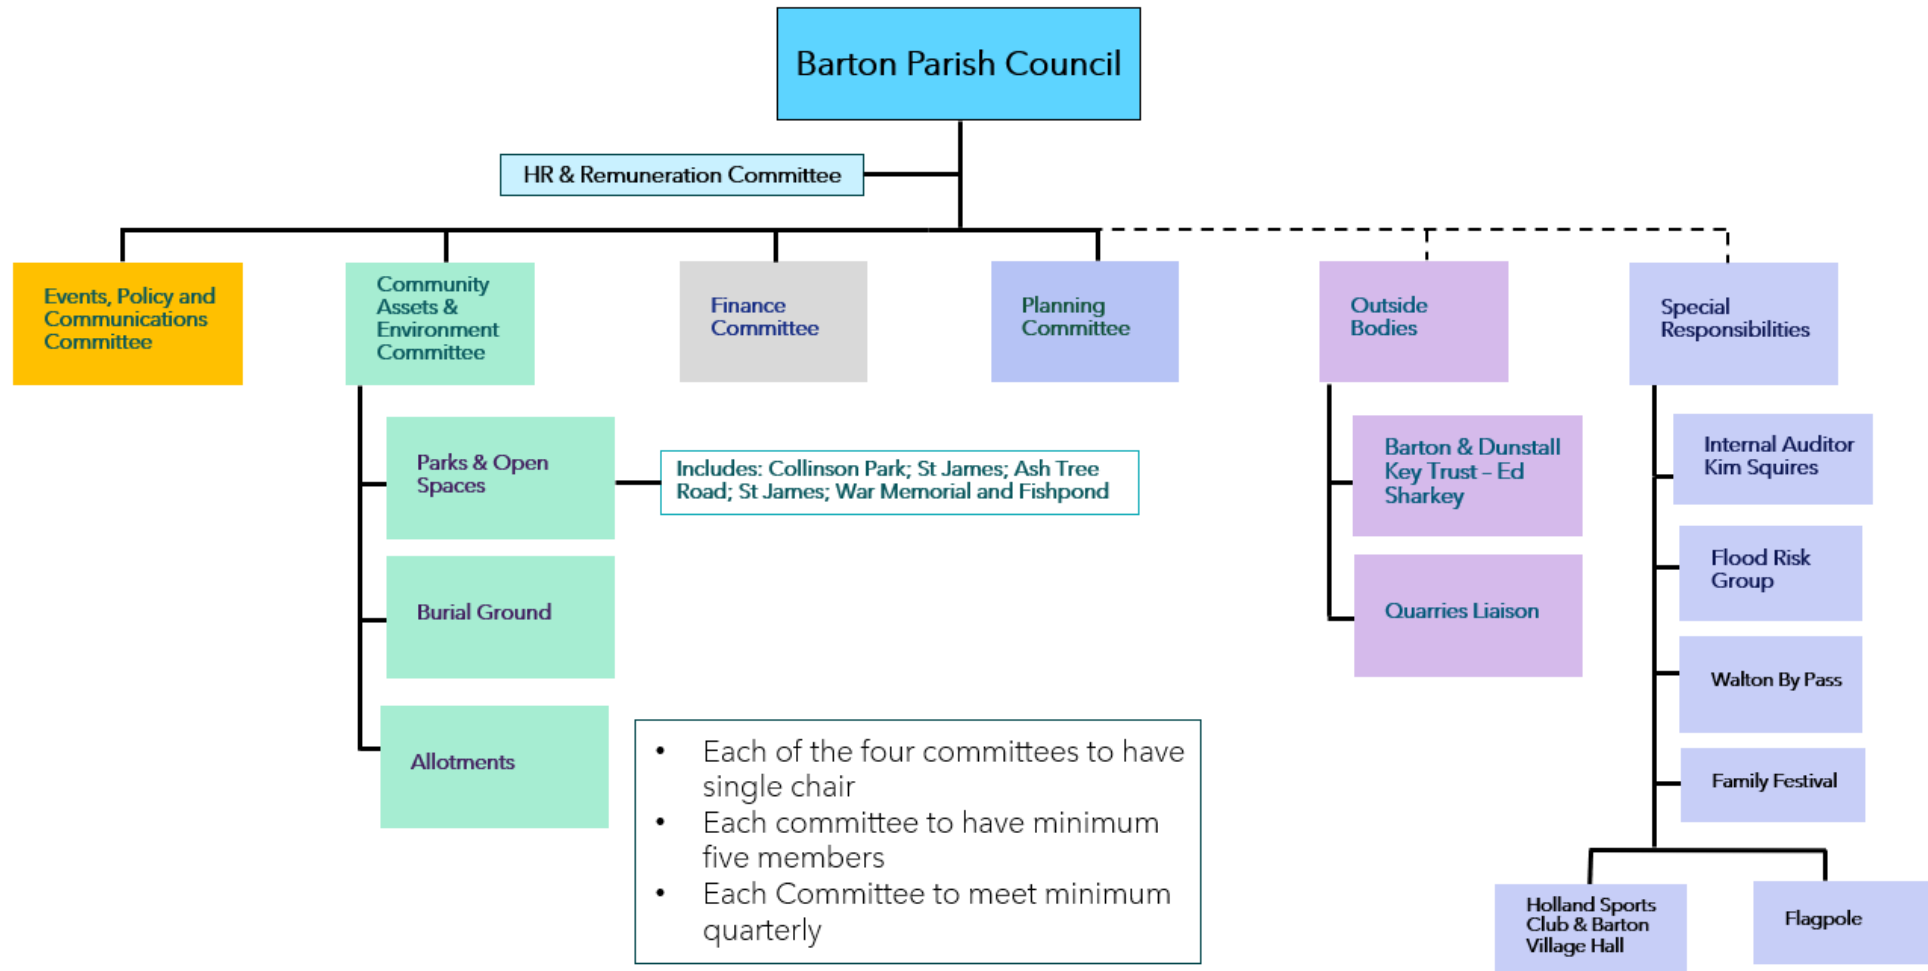 Barton Parish Council
HR & Remuneration Committee
Events, Policy and
Communications
Committee
Community
Assets &
Environment
Committee
Finance
Committee
Planning
Committee
Outside
Bodies
Special
Responsibilities
Parks & Open
Spaces
Includes: Collinson Park; St James; Ash Tree
Road; St James; War Memorial and Fishpond
Burial Ground
Allotments
• Each of the four committees to have
single chair
• Each committee to have minimum
five members
• Each Committee to meet minimum
quarterly
Barton & Dunstall
Key Trust – Ed
Sharkey
Quarries Liaison
Internal Auditor
Kim Squires
Flood Risk
Group
Walton By Pass
Family Festival
Holland Sports
Club & Barton
Village Hall
Flagpole